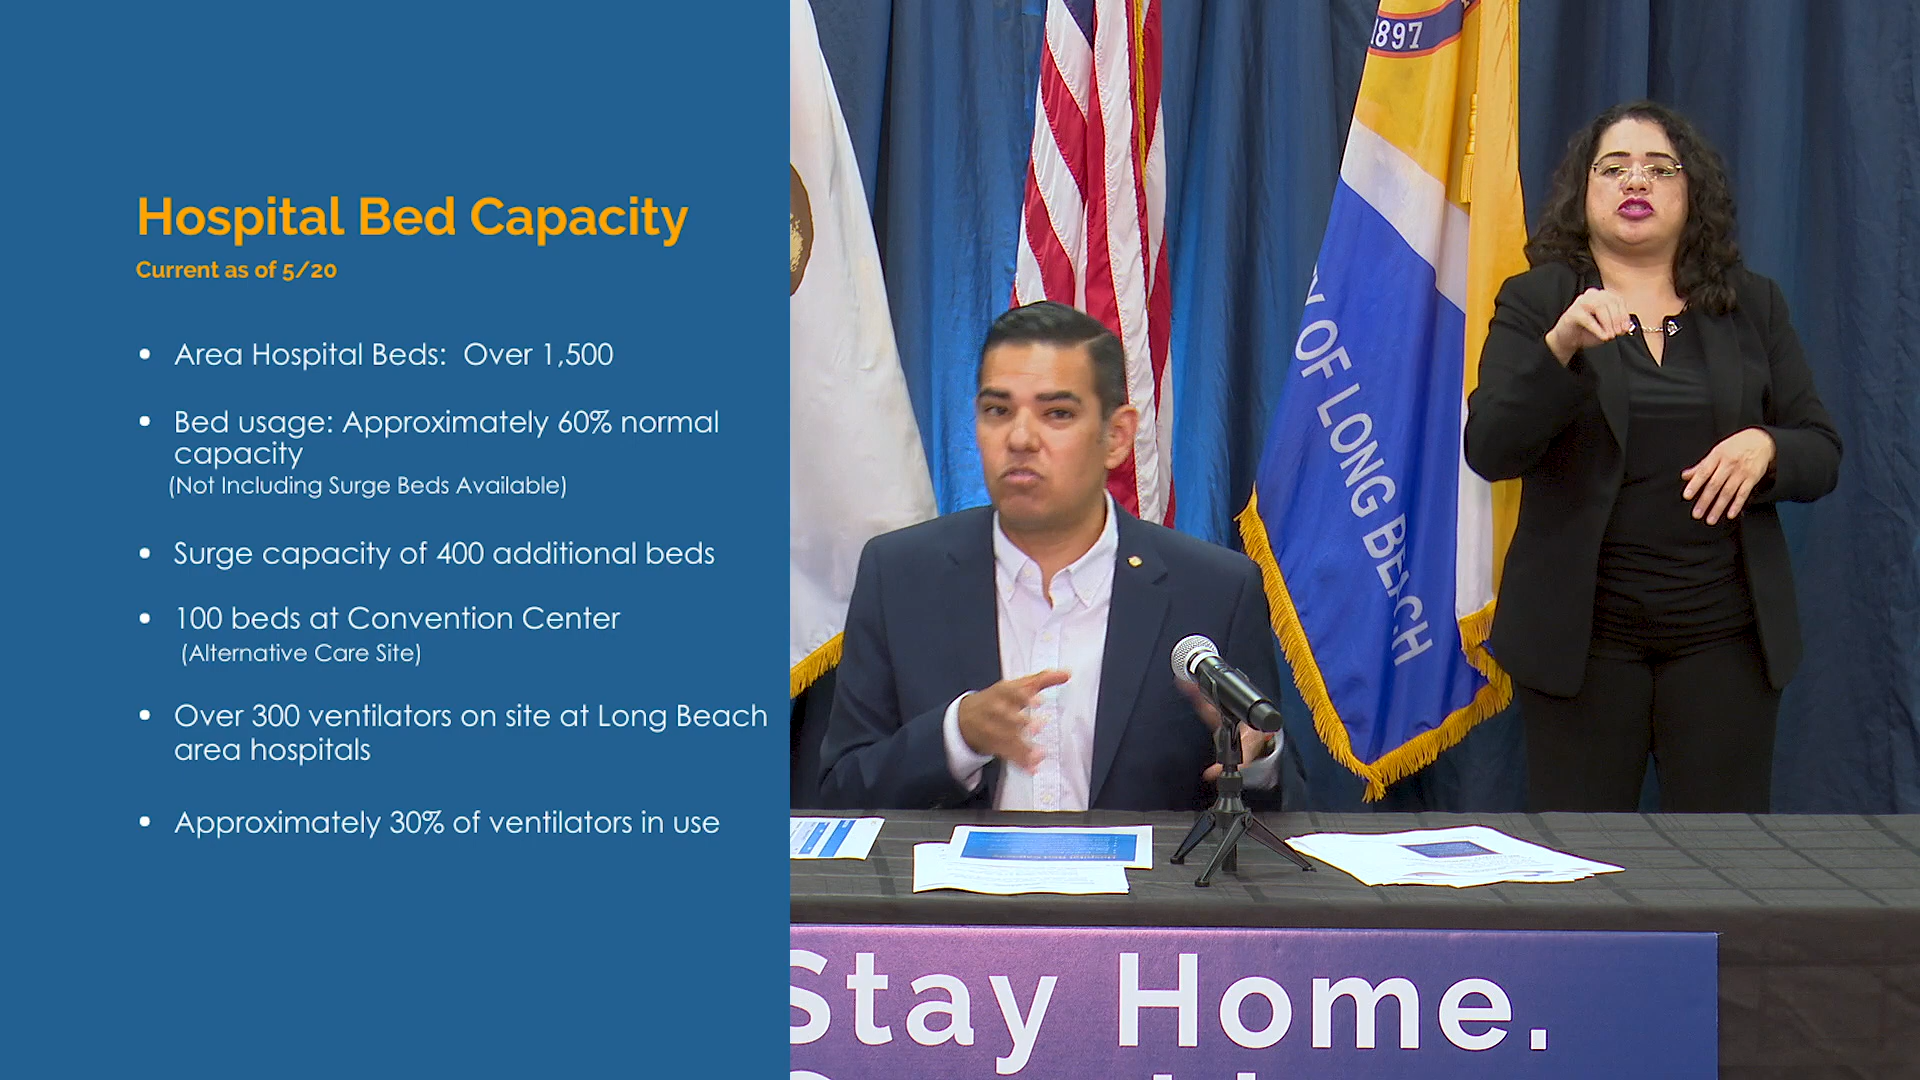 Hospital Bed Capacity
Current as of 5/20
• Area Hospital Beds: Over 1,500
• Bed usage: Approximately 60% normal
capacity
(Not Including Surge Beds Available)
• Surge capacity of 400 additional beds
• 100 beds at Convention Center
(Alternative Care Site)
• Over 300 ventilators on site at Long Beach
area hospitals
• Approximately 30% of ventilators in use
1897
Y OF LONG BEACH
Stay Home.